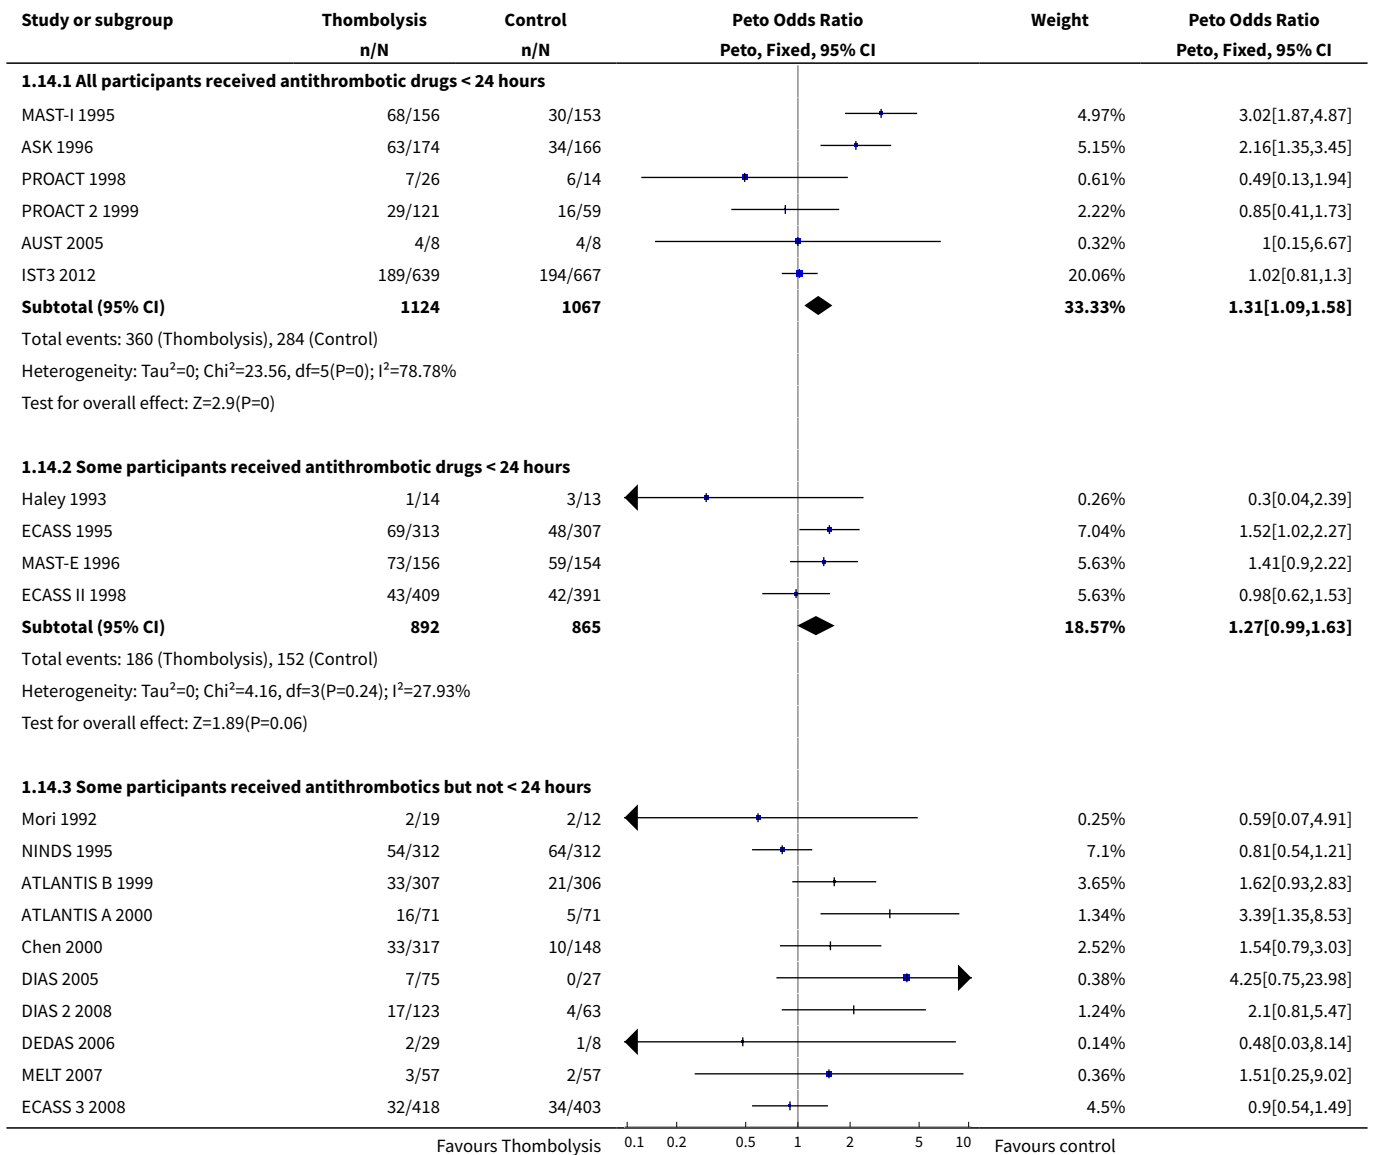 Study or subgroup Thombolysis Control Peto Odds Ratio Weight Peto Odds Ratio
n/N n/N Peto, Fixed, 95% CI Peto, Fixed, 95% CI
1.14.1 All participants received antithrombotic drugs < 24 hours
MAST-I 1995 68/156 30/153 4.97% 3.02[1.87,4.87]
ASK 1996 63/174 34/166 5.15% 2.16[1.35,3.45]
PROACT 1998 7/26 6/14 0.61% 0.49[0.13,1.94]
PROACT 2 1999 29/121 16/59 2.22% 0.85[0.41,1.73]
AUST 2005 4/8 4/8 0.32% 1[0.15,6.67]
IST3 2012 189/639 194/667 20.06% 1.02[0.81,1.3]
Subtotal (95% CI) 1124 1067 33.33% 1.31[1.09,1.58]
Total events: 360 (Thombolysis), 284 (Control)
Heterogeneity: Tau²=0; Chi²=23.56, df=5(P=0); I²=78.78%
Test for overall effect: Z=2.9(P=0)
1.14.2 Some participants received antithrombotic drugs < 24 hours
Haley 1993 1/14 3/13 0.26% 0.3[0.04,2.39]
ECASS 1995 69/313 48/307 7.04% 1.52[1.02,2.27]
MAST-E 1996 73/156 59/154 5.63% 1.41[0.9,2.22]
ECASS II 1998 43/409 42/391 5.63% 0.98[0.62,1.53]
Subtotal (95% CI) 892 865 18.57% 1.27[0.99,1.63]
Total events: 186 (Thombolysis), 152 (Control)
Heterogeneity: Tau²=0; Chi²=4.16, df=3(P=0.24); I²=27.93%
Test for overall effect: Z=1.89(P=0.06)
1.14.3 Some participants received antithrombotics but not < 24 hours
Mori 1992 2/19 2/12 0.25% 0.59[0.07,4.91]
NINDS 1995 54/312 64/312 7.1% 0.81[0.54,1.21]
ATLANTIS B 1999 33/307 21/306 3.65% 1.62[0.93,2.83]
ATLANTIS A 2000 16/71 5/71 1.34% 3.39[1.35,8.53]
Chen 2000 33/317 10/148 2.52% 1.54[0.79,3.03]
DIAS 2005 7/75 0/27 0.38% 4.25[0.75,23.98]
DIAS 2 2008 17/123 4/63 1.24% 2.1[0.81,5.47]
DEDAS 2006 2/29 1/8 0.14% 0.48[0.03,8.14]
MELT 2007 3/57 2/57 0.36% 1.51[0.25,9.02]
ECASS 3 2008 32/418 34/403 4.5% 0.9[0.54,1.49]
Favours Thombolysis 0.1 0.2 0.5 1 2 5 10 Favours control